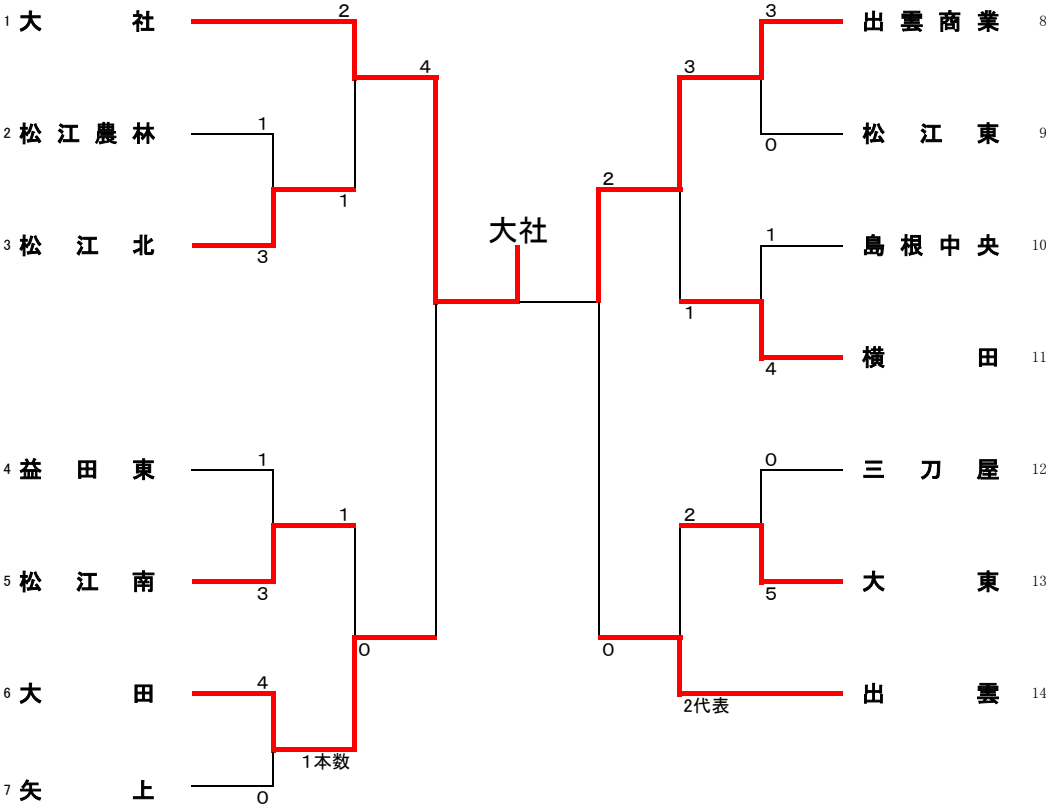 1 大社
2
2 松江農林
1
3 松江北
3
1
4
4 益田東
1
5 松江南
3
1
6 大田
4
7 矢上
0
1本数
0
大社
出雲商業 8
3
松江東 9
0
3
島根中央 10
1
横田 11
4
1
2
三刀屋 12
0
大東 13
5
2
出雲 14
2代表
0